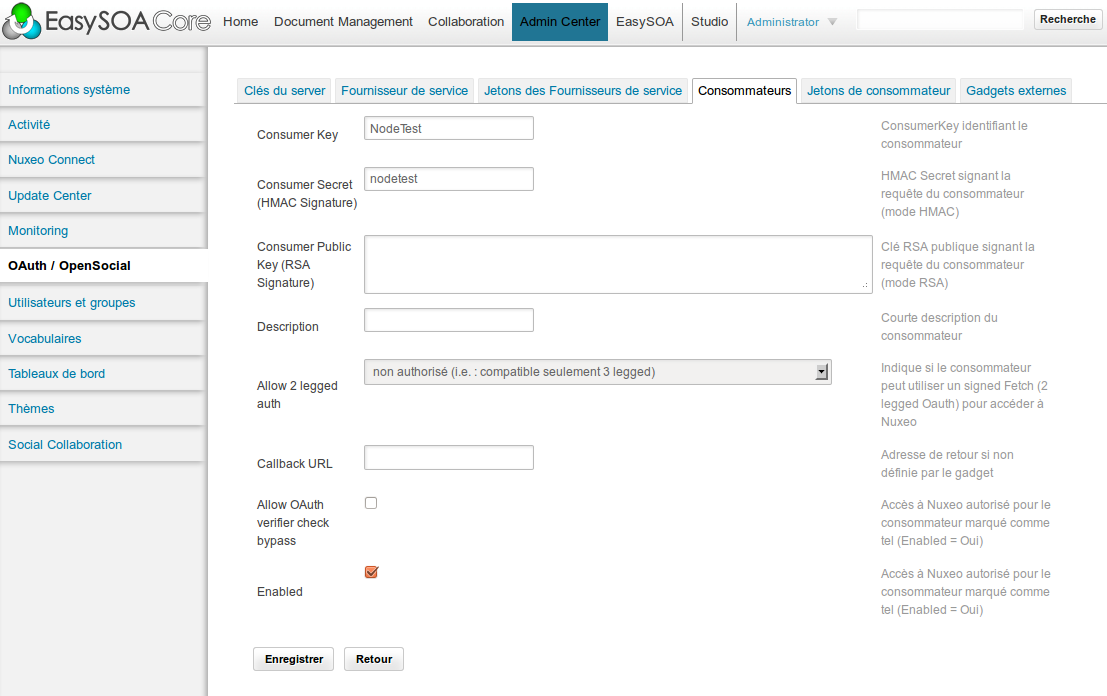 EasySOA Core
Home Document Management Collaboration Admin Center EasySOA Studio Administrator Recherche
Informations système
Activité
Nuxeo Connect
Update Center
Monitoring
OAuth / OpenSocial
Utilisateurs et groupes
Vocabulaires
Tableaux de bord
Thèmes
Social Collaboration
Clés du server Fournisseur de service Jetons des Fournisseurs de service Consommateurs Jetons de consommateur Gadgets externes
Consumer Key
NodeTest
ConsumerKey identifiant le
consommateur
Consumer Secret
(HMAC Signature)
nodetest
HMAC Secret signant la
requête du consommateur
(mode HMAC)
Consumer Public
Key (RSA
Signature)
Clé RSA publique signant la
requête du consommateur
(mode RSA)
Description
Courte description du
consommateur
Allow 2 legged
auth
non authorisé (i.e. : compatible seulement 3 legged)
Indique si le consommateur
peut utiliser un signed Fetch (2
legged Oauth) pour accéder à
Nuxeo
Callback URL
Adresse de retour si non
définie par le gadget
Allow OAuth
verifier check
bypass
Accès à Nuxeo autorisé pour le
consommateur marqué comme
tel (Enabled = Oui)
Enabled
Accès à Nuxeo autorisé pour le
consommateur marqué comme
tel (Enabled = Oui)
Enregistrer Retour